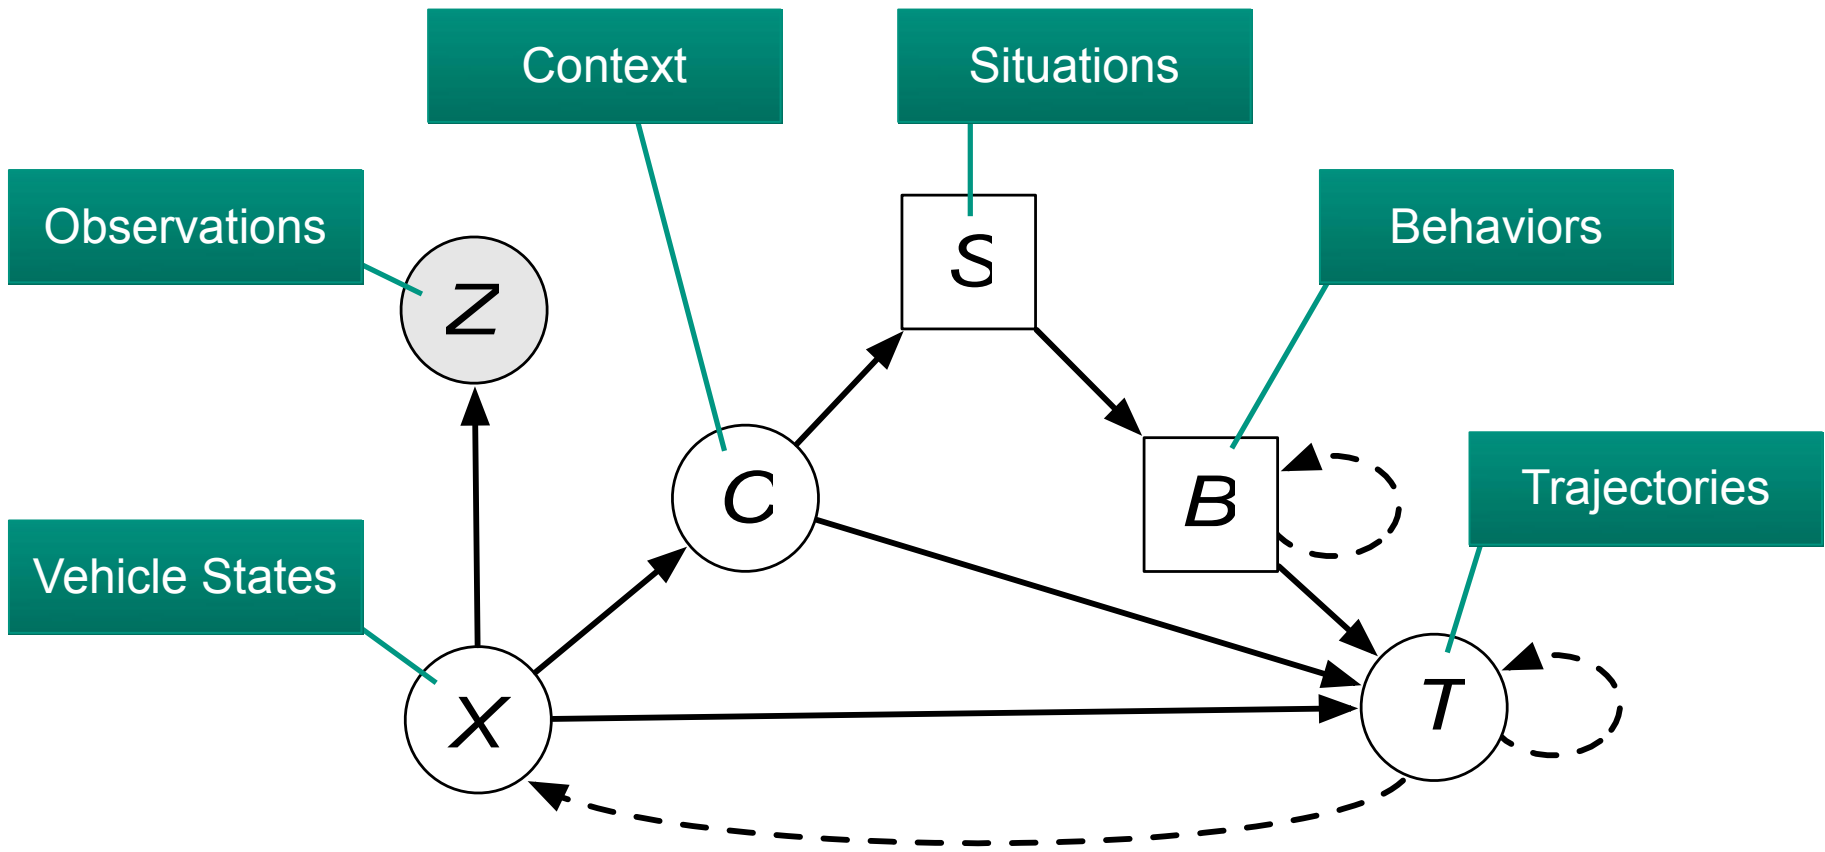 Context
Situations
Observations
Behaviors
Z
S
Trajectories
C
B
Vehicle States
X
T